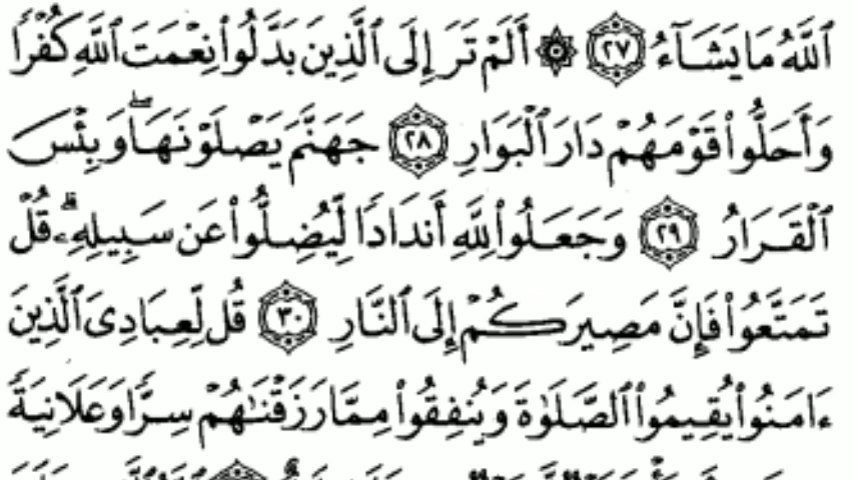 ٱللَّهُ مَا يَشَآءُ ٢٧ ۞ أَلَمْ تَرَ إِلَى ٱلَّذِينَ بَدَّلُوا۟ نِعْمَتَ ٱللَّهِ كُفْرًا
وَأَحَلُّوا۟ قَوْمَهُمْ دَارَ ٱلْبَوَارِ ٢٨ جَهَنَّمَ يَصْلَوْنَهَا ۖ وَبِئْسَ
ٱلْقَرَارُ ٢٩ وَجَعَلُوا۟ لِلَّهِ أَندَادًا لِّيُضِلُّوا۟ عَن سَبِيلِهِۦ ۗ قُلْ
تَمَتَّعُوا۟ فَإِنَّ مَصِيرَكُمْ إِلَى ٱلنَّارِ ٣٠ قُل لِّعِبَادِىَ ٱلَّذِينَ
ءَامَنُوا۟ يُقِيمُوا۟ ٱلصَّلَوٰةَ وَيُنفِقُوا۟ مِمَّا رَزَقْنَـٰهُمْ سِرًّا وَعَلَانِيَةً